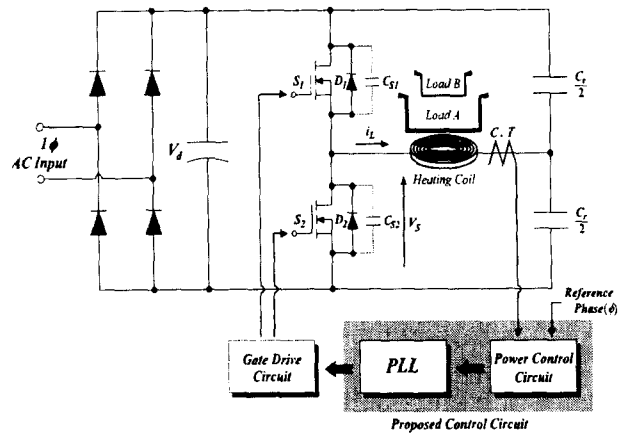 S1
D1
CS1
Load B
Load A
Cr
2
iL
C.T
1ϕ
AC Input
Vd
Heating Coil
S2
D2
CS2
VS
Cr
2
Reference
Phase(ϕ)
Gate Drive
Circuit
PLL
Power Control
Circuit
Proposed Control Circuit